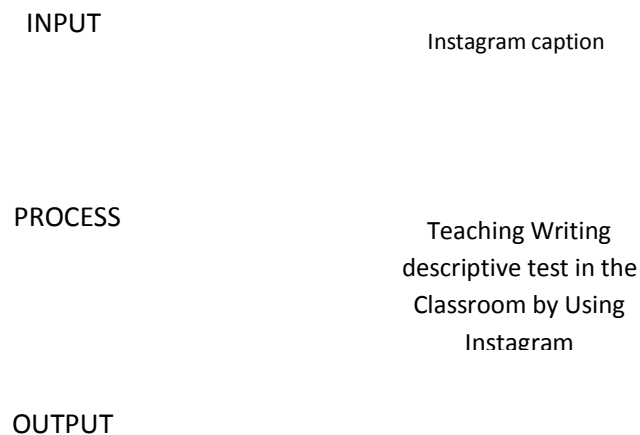 INPUT
Instagram caption
PROCESS
Teaching Writing
descriptive test in the
Classroom by Using
Instagram
OUTPUT